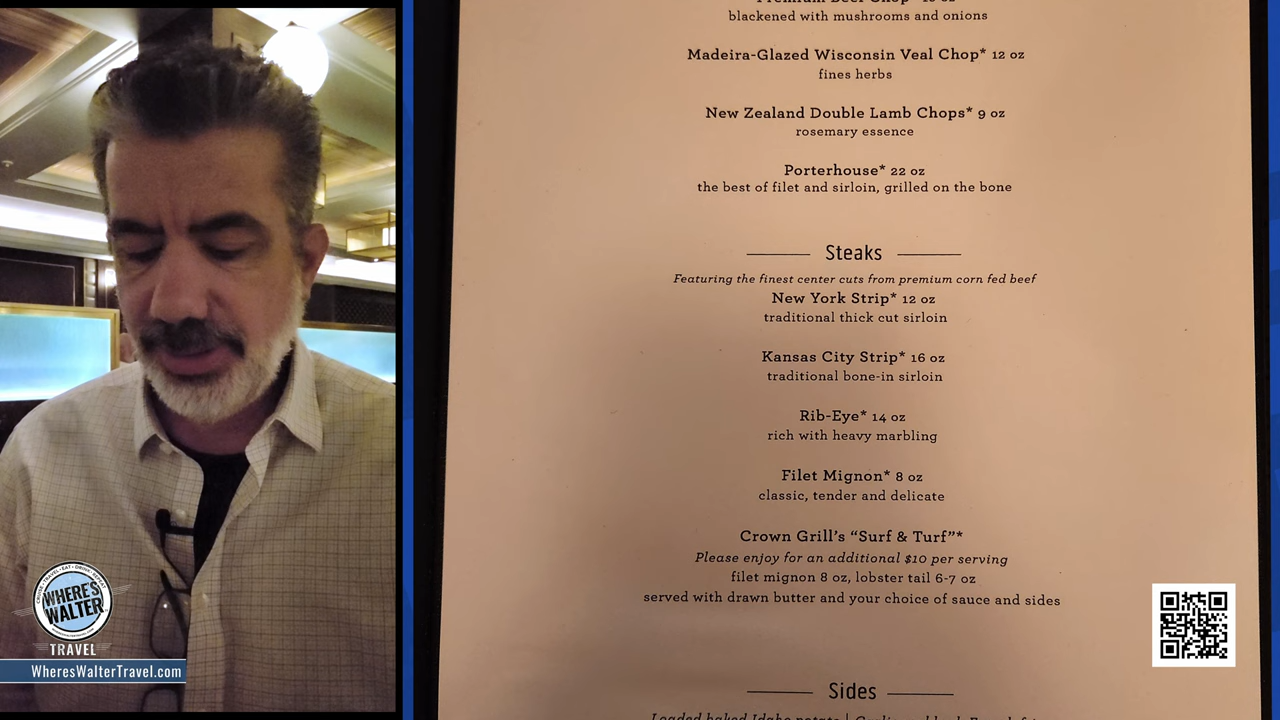 blackened with mushrooms and onions
Madeira-Glazed Wisconsin Veal Chop* 12 oz
fines herbs
New Zealand Double Lamb Chops* 9 oz
rosemary essence
Porterhouse* 22 oz
the best of filet and sirloin, grilled on the bone
Steaks
Featuring the finest center cuts from premium corn fed beef
New York Strip* 12 oz
traditional thick cut sirloin
Kansas City Strip* 16 oz
traditional bone-in sirloin
Rib-Eye* 14 oz
rich with heavy marbling
Filet Mignon* 8 oz
classic, tender and delicate
Crown Grill's “Surf & Turf”*
Please enjoy for an additional $10 per serving
filet mignon 8 oz, lobster tail 6-7 oz
served with drawn butter and your choice of sauce and sides
Sides
Loaded baked Idaho potato |
WHERE'S
WALTER
TRAVEL
WheresWalterTravel.com